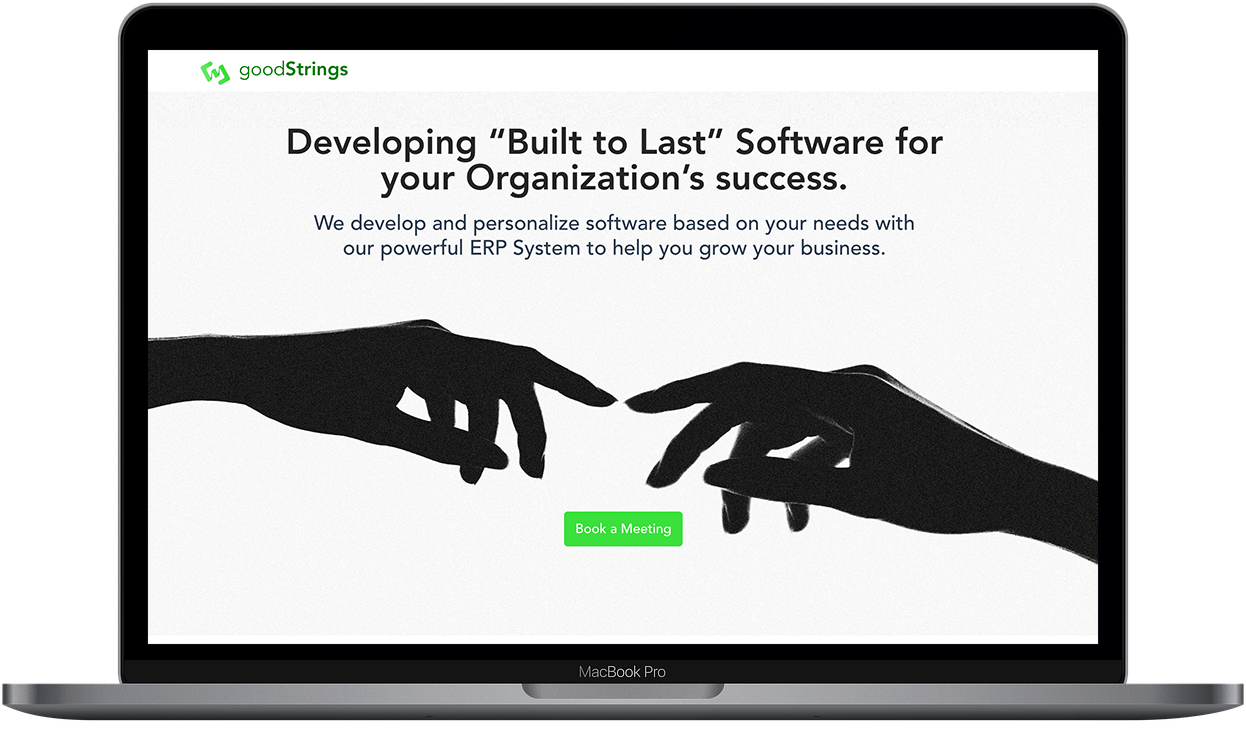 goodStrings
Developing “Built to Last” Software for
your Organization’s success.
We develop and personalize software based on your needs with
our powerful ERP System to help you grow your business.
Book a Meeting
MacBook Pro